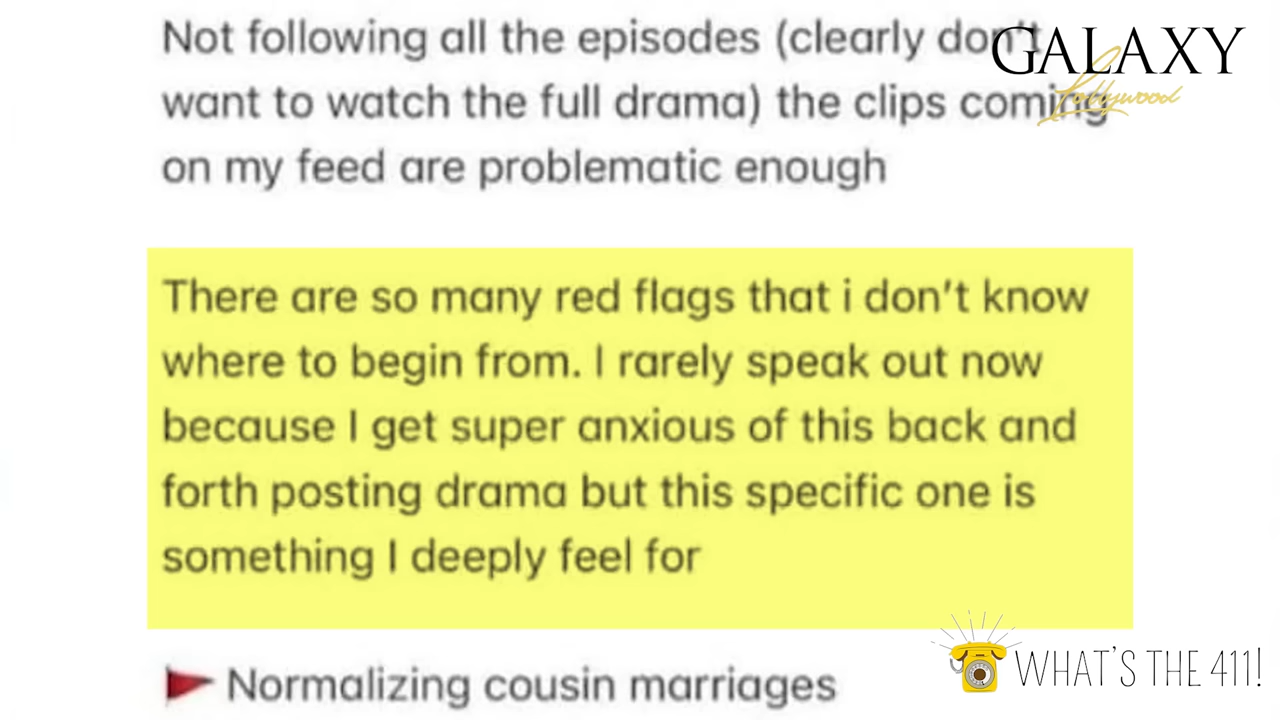 Not following all the episodes (clearly don't
want to watch the full drama) the clips coming
on my feed are problematic enough
GALAXY
Lollywood
There are so many red flags that i don't know
where to begin from. I rarely speak out now
because I get super anxious of this back and
forth posting drama but this specific one is
something I deeply feel for
Normalizing cousin marriages
WHAT'S THE 411!